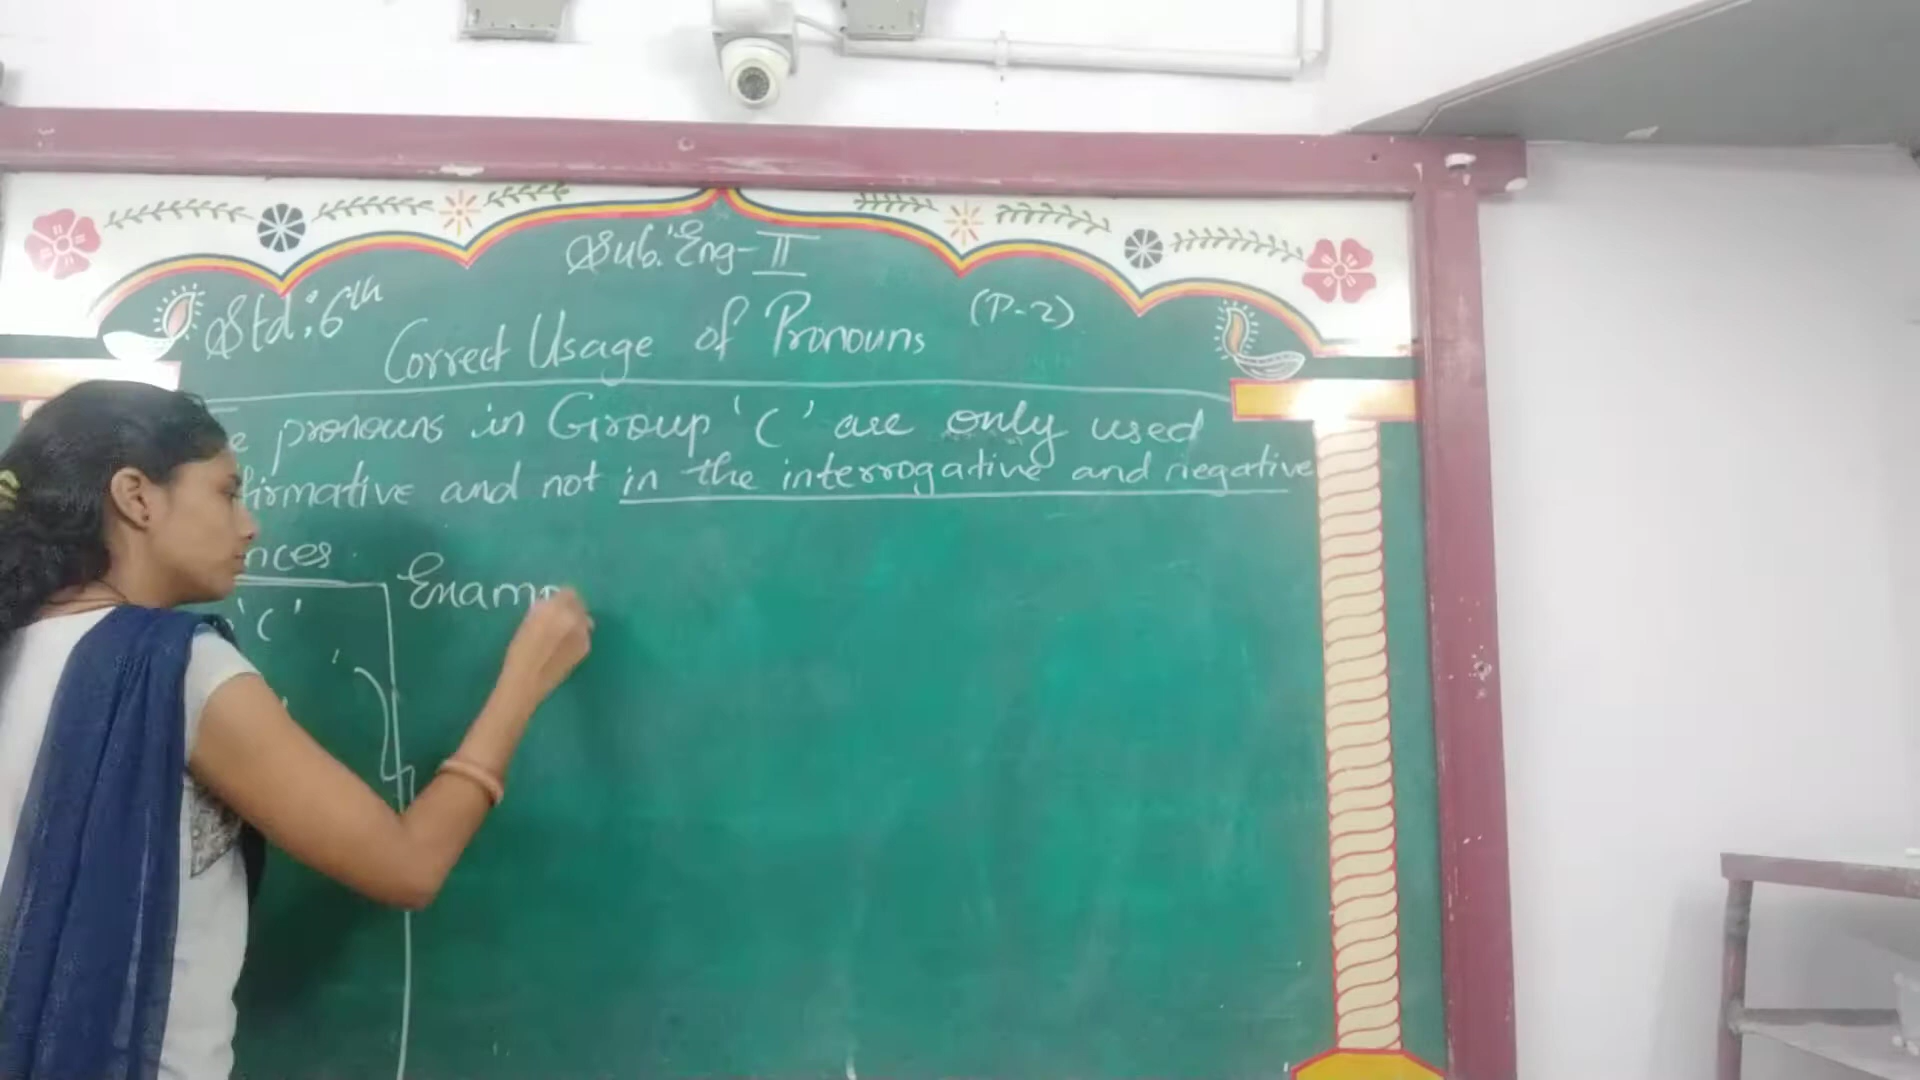 Sub: Eng-II
Std: 6th
Correct Usage of Pronouns (P-2)
pronouns in Group 'C' are only used
firmative and not in the interrogative and negative
nces.
'C'
Examp